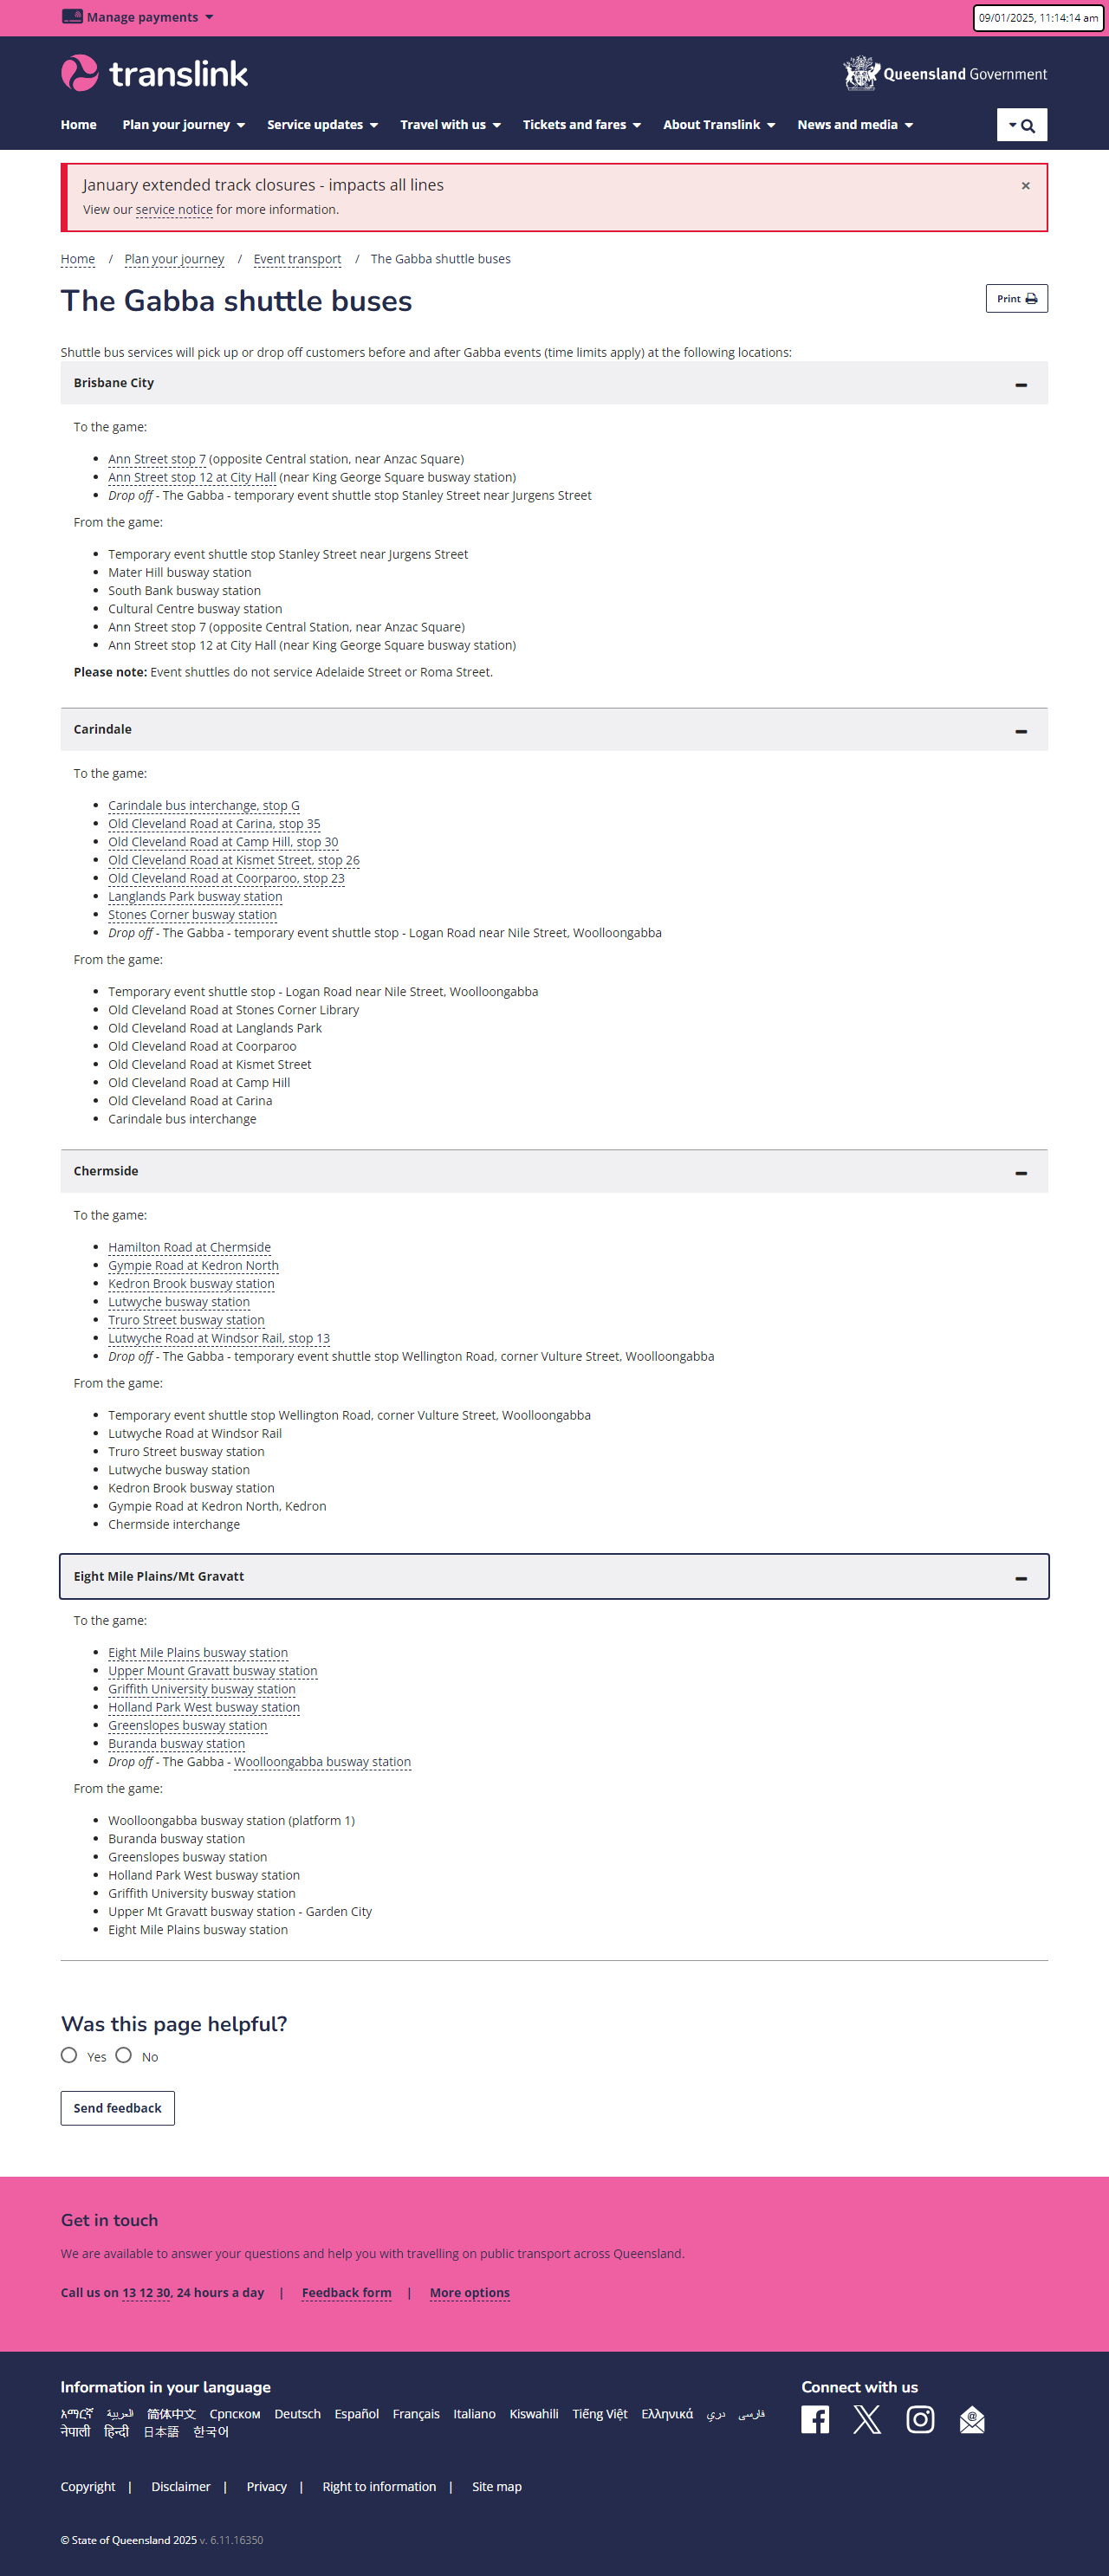 Manage payments
09/01/2025, 11:14:14 am
translink
Queensland Government
Home Plan your journey Service updates Travel with us Tickets and fares About Translink News and media
January extended track closures - impacts all lines
×
View our service notice for more information.
Home / Plan your journey / Event transport / The Gabba shuttle buses
The Gabba shuttle buses
Print
Shuttle bus services will pick up or drop off customers before and after Gabba events (time limits apply) at the following locations:
Brisbane City
To the game:
Ann Street stop 7 (opposite Central station, near Anzac Square)
Ann Street stop 12 at City Hall (near King George Square busway station)
Drop off - The Gabba - temporary event shuttle stop Stanley Street near Jurgens Street
From the game:
Temporary event shuttle stop Stanley Street near Jurgens Street
Mater Hill busway station
South Bank busway station
Cultural Centre busway station
Ann Street stop 7 (opposite Central Station, near Anzac Square)
Ann Street stop 12 at City Hall (near King George Square busway station)
Please note: Event shuttles do not service Adelaide Street or Roma Street.
Carindale
To the game:
Carindale bus interchange, stop G
Old Cleveland Road at Carina, stop 35
Old Cleveland Road at Camp Hill, stop 30
Old Cleveland Road at Kismet Street, stop 26
Old Cleveland Road at Coorparoo, stop 23
Langlands Park busway station
Stones Corner busway station
Drop off - The Gabba - temporary event shuttle stop - Logan Road near Nile Street, Woolloongabba
From the game:
Temporary event shuttle stop - Logan Road near Nile Street, Woolloongabba
Old Cleveland Road at Stones Corner Library
Old Cleveland Road at Langlands Park
Old Cleveland Road at Coorparoo
Old Cleveland Road at Kismet Street
Old Cleveland Road at Camp Hill
Old Cleveland Road at Carina
Carindale bus interchange
Chermside
To the game:
Hamilton Road at Chermside
Gympie Road at Kedron North
Kedron Brook busway station
Lutwyche busway station
Truro Street busway station
Lutwyche Road at Windsor Rail, stop 13
Drop off - The Gabba - temporary event shuttle stop Wellington Road, corner Vulture Street, Woolloongabba
From the game:
Temporary event shuttle stop Wellington Road, corner Vulture Street, Woolloongabba
Lutwyche Road at Windsor Rail
Truro Street busway station
Lutwyche busway station
Kedron Brook busway station
Gympie Road at Kedron North, Kedron
Chermside interchange
Eight Mile Plains/Mt Gravatt
To the game:
Eight Mile Plains busway station
Upper Mount Gravatt busway station
Griffith University busway station
Holland Park West busway station
Greenslopes busway station
Buranda busway station
Drop off - The Gabba - Woolloongabba busway station
From the game:
Woolloongabba busway station (platform 1)
Buranda busway station
Greenslopes busway station
Holland Park West busway station
Griffith University busway station
Upper Mt Gravatt busway station - Garden City
Eight Mile Plains busway station
Was this page helpful?
Yes No
Send feedback
Get in touch
We are available to answer your questions and help you with travelling on public transport across Queensland.
Call us on 13 12 30, 24 hours a day | Feedback form | More options
Information in your language
Connect with us
አማርኛ العربية 简体中文 Српском Deutsch Español Français Italiano Kiswahili Tiếng Việt Ελληνικά دري فارسی
नेपाली हिन्दी 日本語 한국어
Copyright | Disclaimer | Privacy | Right to information | Site map
© State of Queensland 2025 v. 6.11.16350